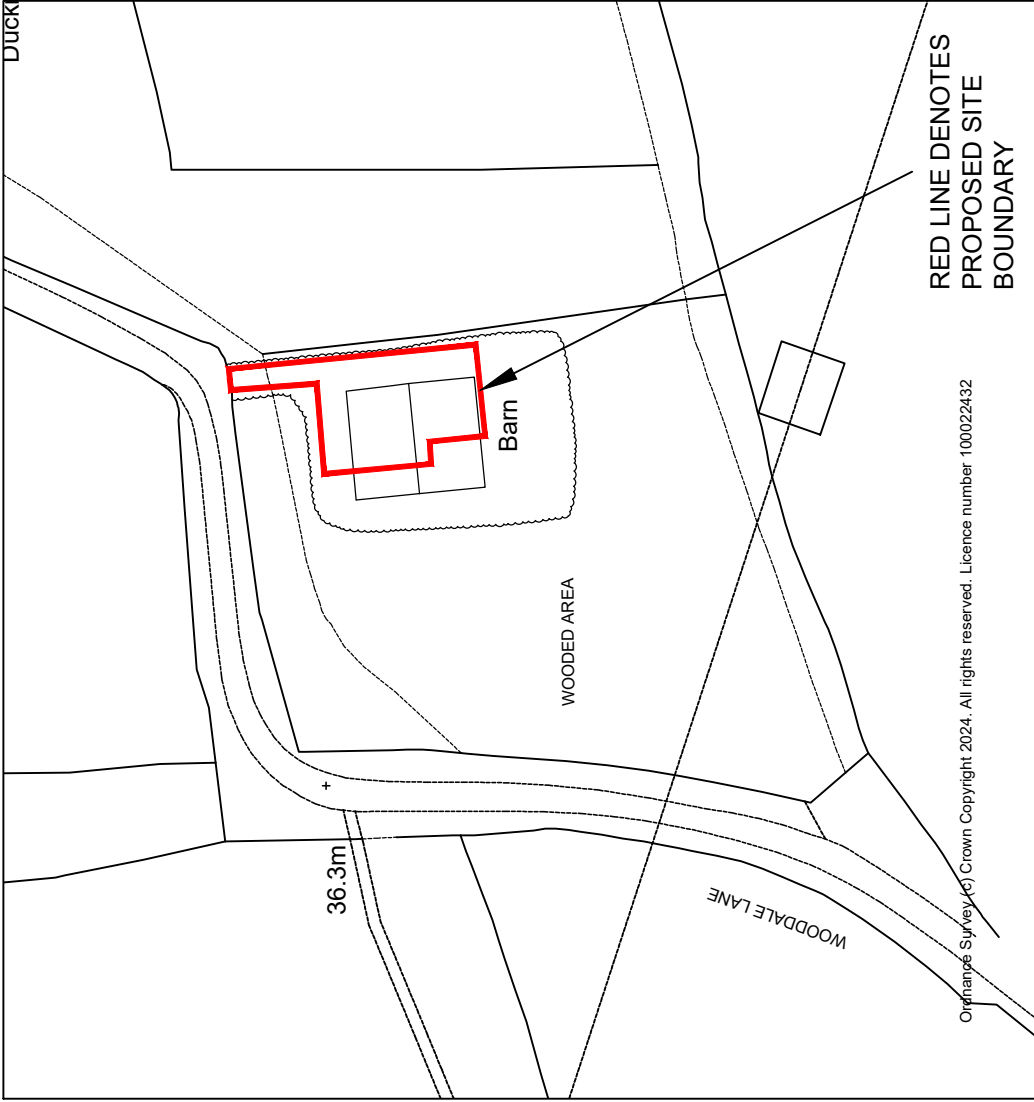 RED LINE DENOTES
PROPOSED SITE
BOUNDARY
Barn
WOODED AREA
36.3m
WOODDALE LANE
Ordnance Survey (c) Crown Copyright 2024. All rights reserved. Licence number 100022432